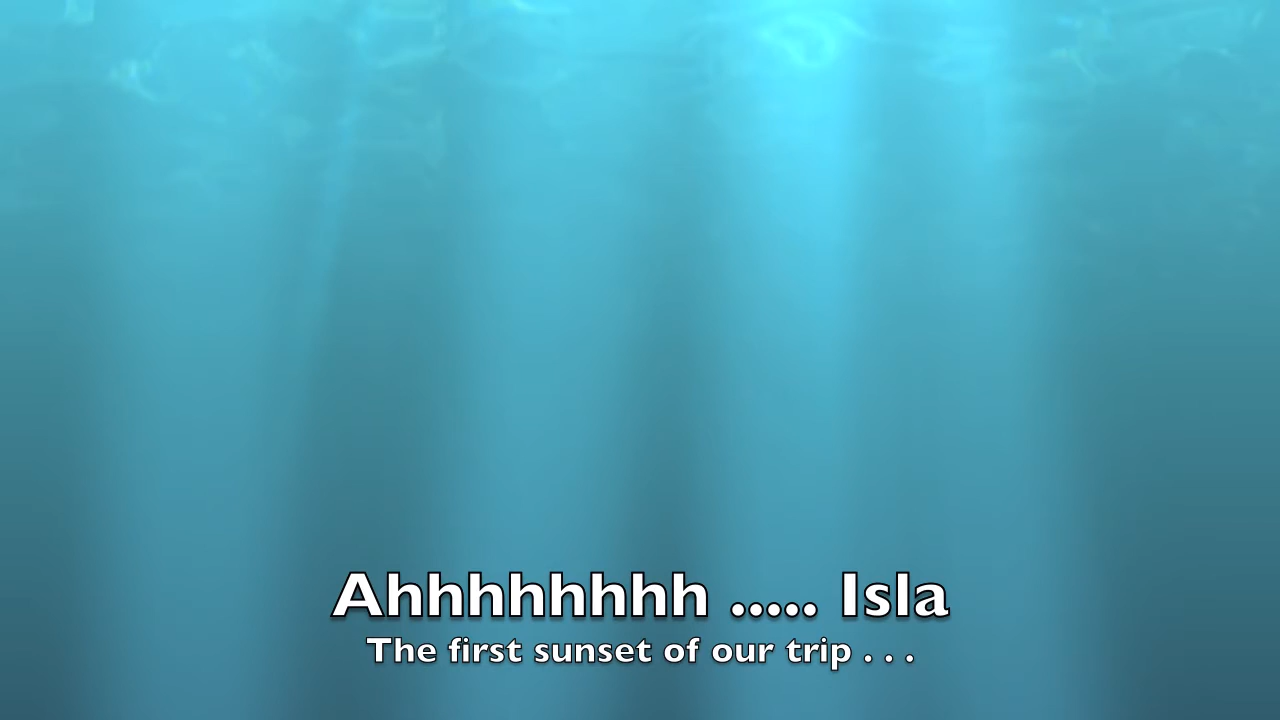 Ahhhhhhhh ..... Isla
The first sunset of our trip . . .